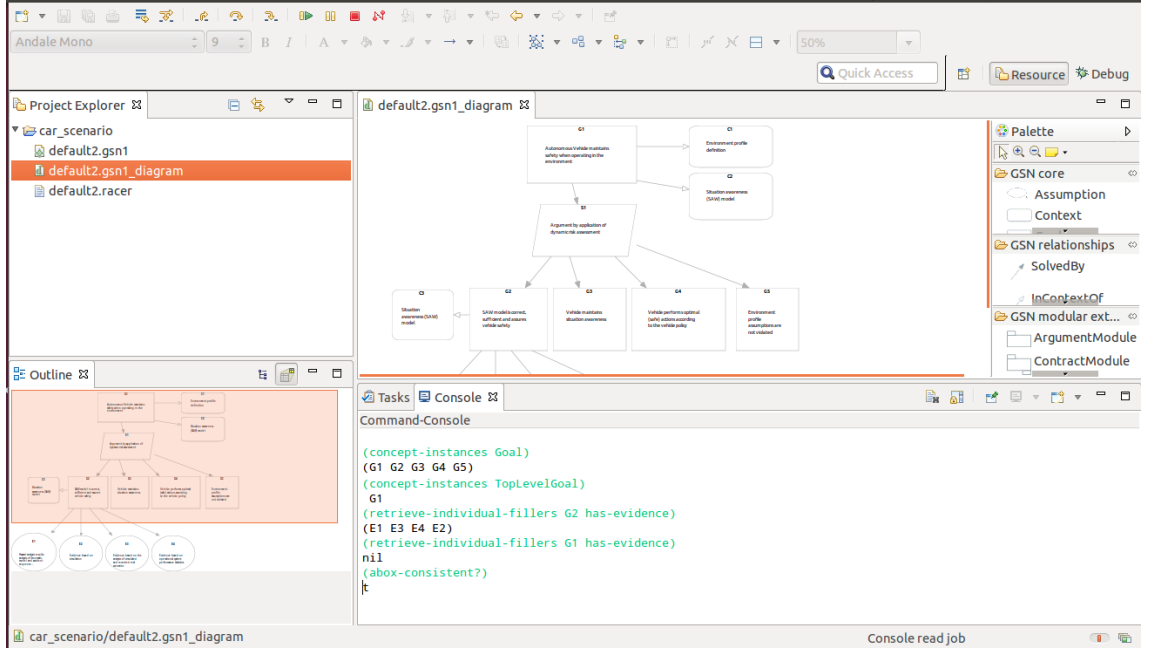 Andale Mono
9
B I A
50%
Quick Access
Resource
Debug
Project Explorer
car_scenario
default2.gsn1
default2.gsn1_diagram
default2.racer
default2.gsn1_diagram
G1
Autonomous Vehicle maintains
safety when operating in the
environment
C1
Environment profile
definition
C2
Situation awareness
(SAW) model
S1
Argument by application of
dynamic risk assessment
C3
Situation
awareness (SAW)
model
G2
SAW model is correct,
sufficient and assures
vehicle safety
G3
Vehicle maintains
situation awareness
G4
Vehicle performs optimal
(safe) actions according
to the vehicle policy
G5
Environment
profile
assumptions are
not violated
Palette
GSN core
Assumption
Context
GSN relationships
SolvedBy
InContextOf
GSN modular ext...
ArgumentModule
ContractModule
Outline
Tasks
Console
Command-Console
(concept-instances Goal)
(G1 G2 G3 G4 G5)
(concept-instances TopLevelGoal)
G1
(retrieve-individual-fillers G2 has-evidence)
(E1 E3 E4 E2)
(retrieve-individual-fillers G1 has-evidence)
nil
(abox-consistent?)
t
car_scenario/default2.gsn1_diagram
Console read job